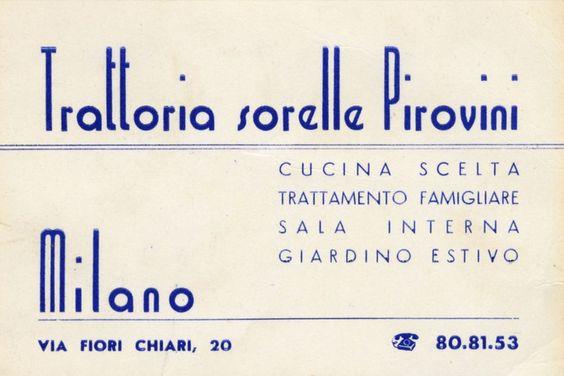 Trattoria sorelle Pirovini
CUCINA SCELTA
TRATTAMENTO FAMIGLIARE
SALA INTERNA
GIARDINO ESTIVO
Milano
VIA FIORI CHIARI, 20
☎ 80.81.53